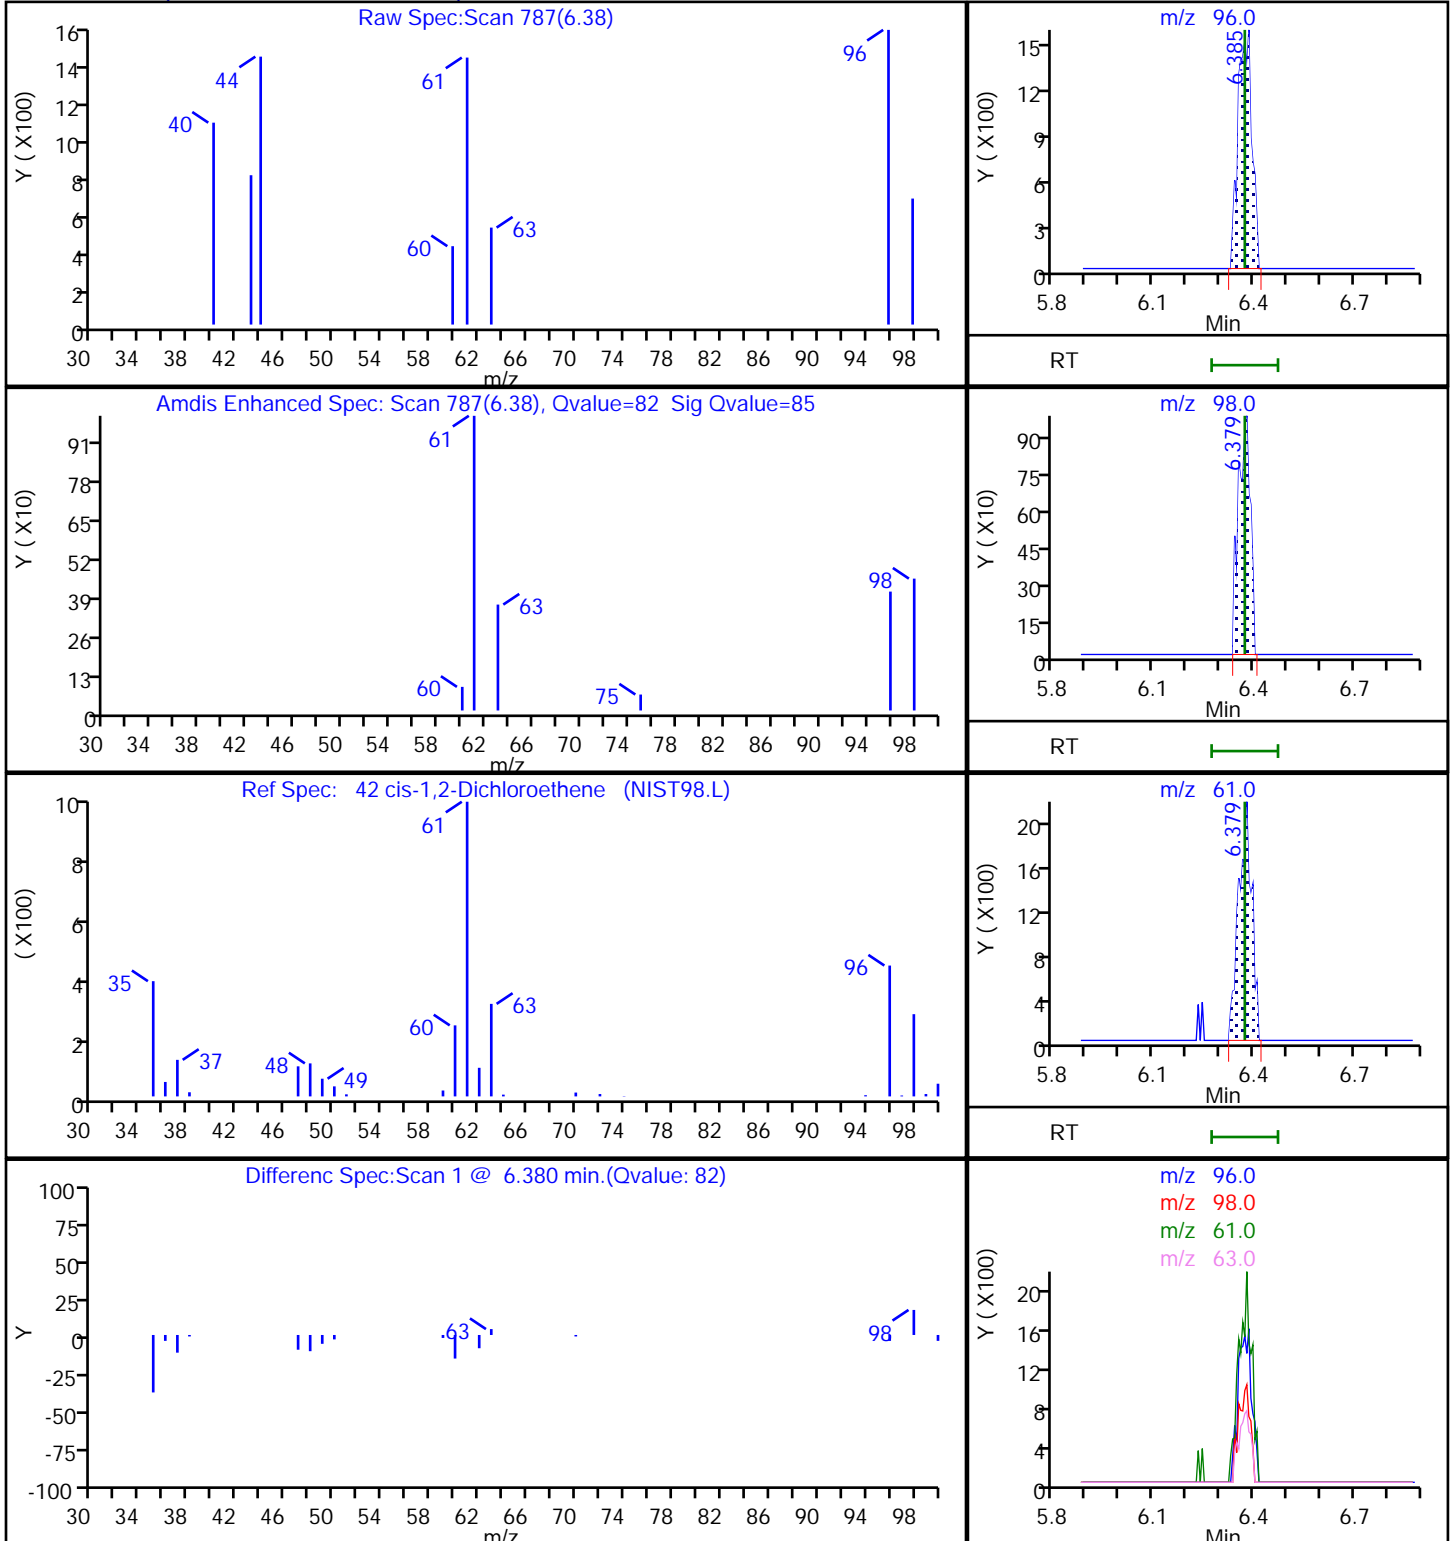 Raw Spec:Scan 787(6.38)
16
14
12
10
8
6
4
2
0
Y ( X100)
40
44
60
61
63
96
30 34 38 42 46 50 54 58 62 66 70 74 78 82 86 90 94 98
m/z
m/z 96.0
15
12
9
6
3
0
Y ( X100)
6.385
5.8 6.1 6.4 6.7
Min
RT
Amdis Enhanced Spec: Scan 787(6.38), Qvalue=82 Sig Qvalue=85
91
78
65
52
39
26
13
0
Y ( X10)
60
61
63
75
98
30 34 38 42 46 50 54 58 62 66 70 74 78 82 86 90 94 98
m/z
m/z 98.0
90
75
60
45
30
15
0
Y ( X10)
6.379
5.8 6.1 6.4 6.7
Min
RT
Ref Spec: 42 cis-1,2-Dichloroethene (NIST98.L)
10
8
6
4
2
0
( X100)
35
37
48
49
60
61
63
96
30 34 38 42 46 50 54 58 62 66 70 74 78 82 86 90 94 98
m/z 61.0
20
16
12
8
4
0
Y ( X100)
6.379
5.8 6.1 6.4 6.7
Min
RT
Differenc Spec:Scan 1 @ 6.380 min.(Qvalue: 82)
100
75
50
25
0
-25
-50
-75
-100
Y
63
98
30 34 38 42 46 50 54 58 62 66 70 74 78 82 86 90 94 98
m/z
m/z 96.0
m/z 98.0
m/z 61.0
m/z 63.0
20
16
12
8
4
0
Y ( X100)
5.8 6.1 6.4 6.7
Min